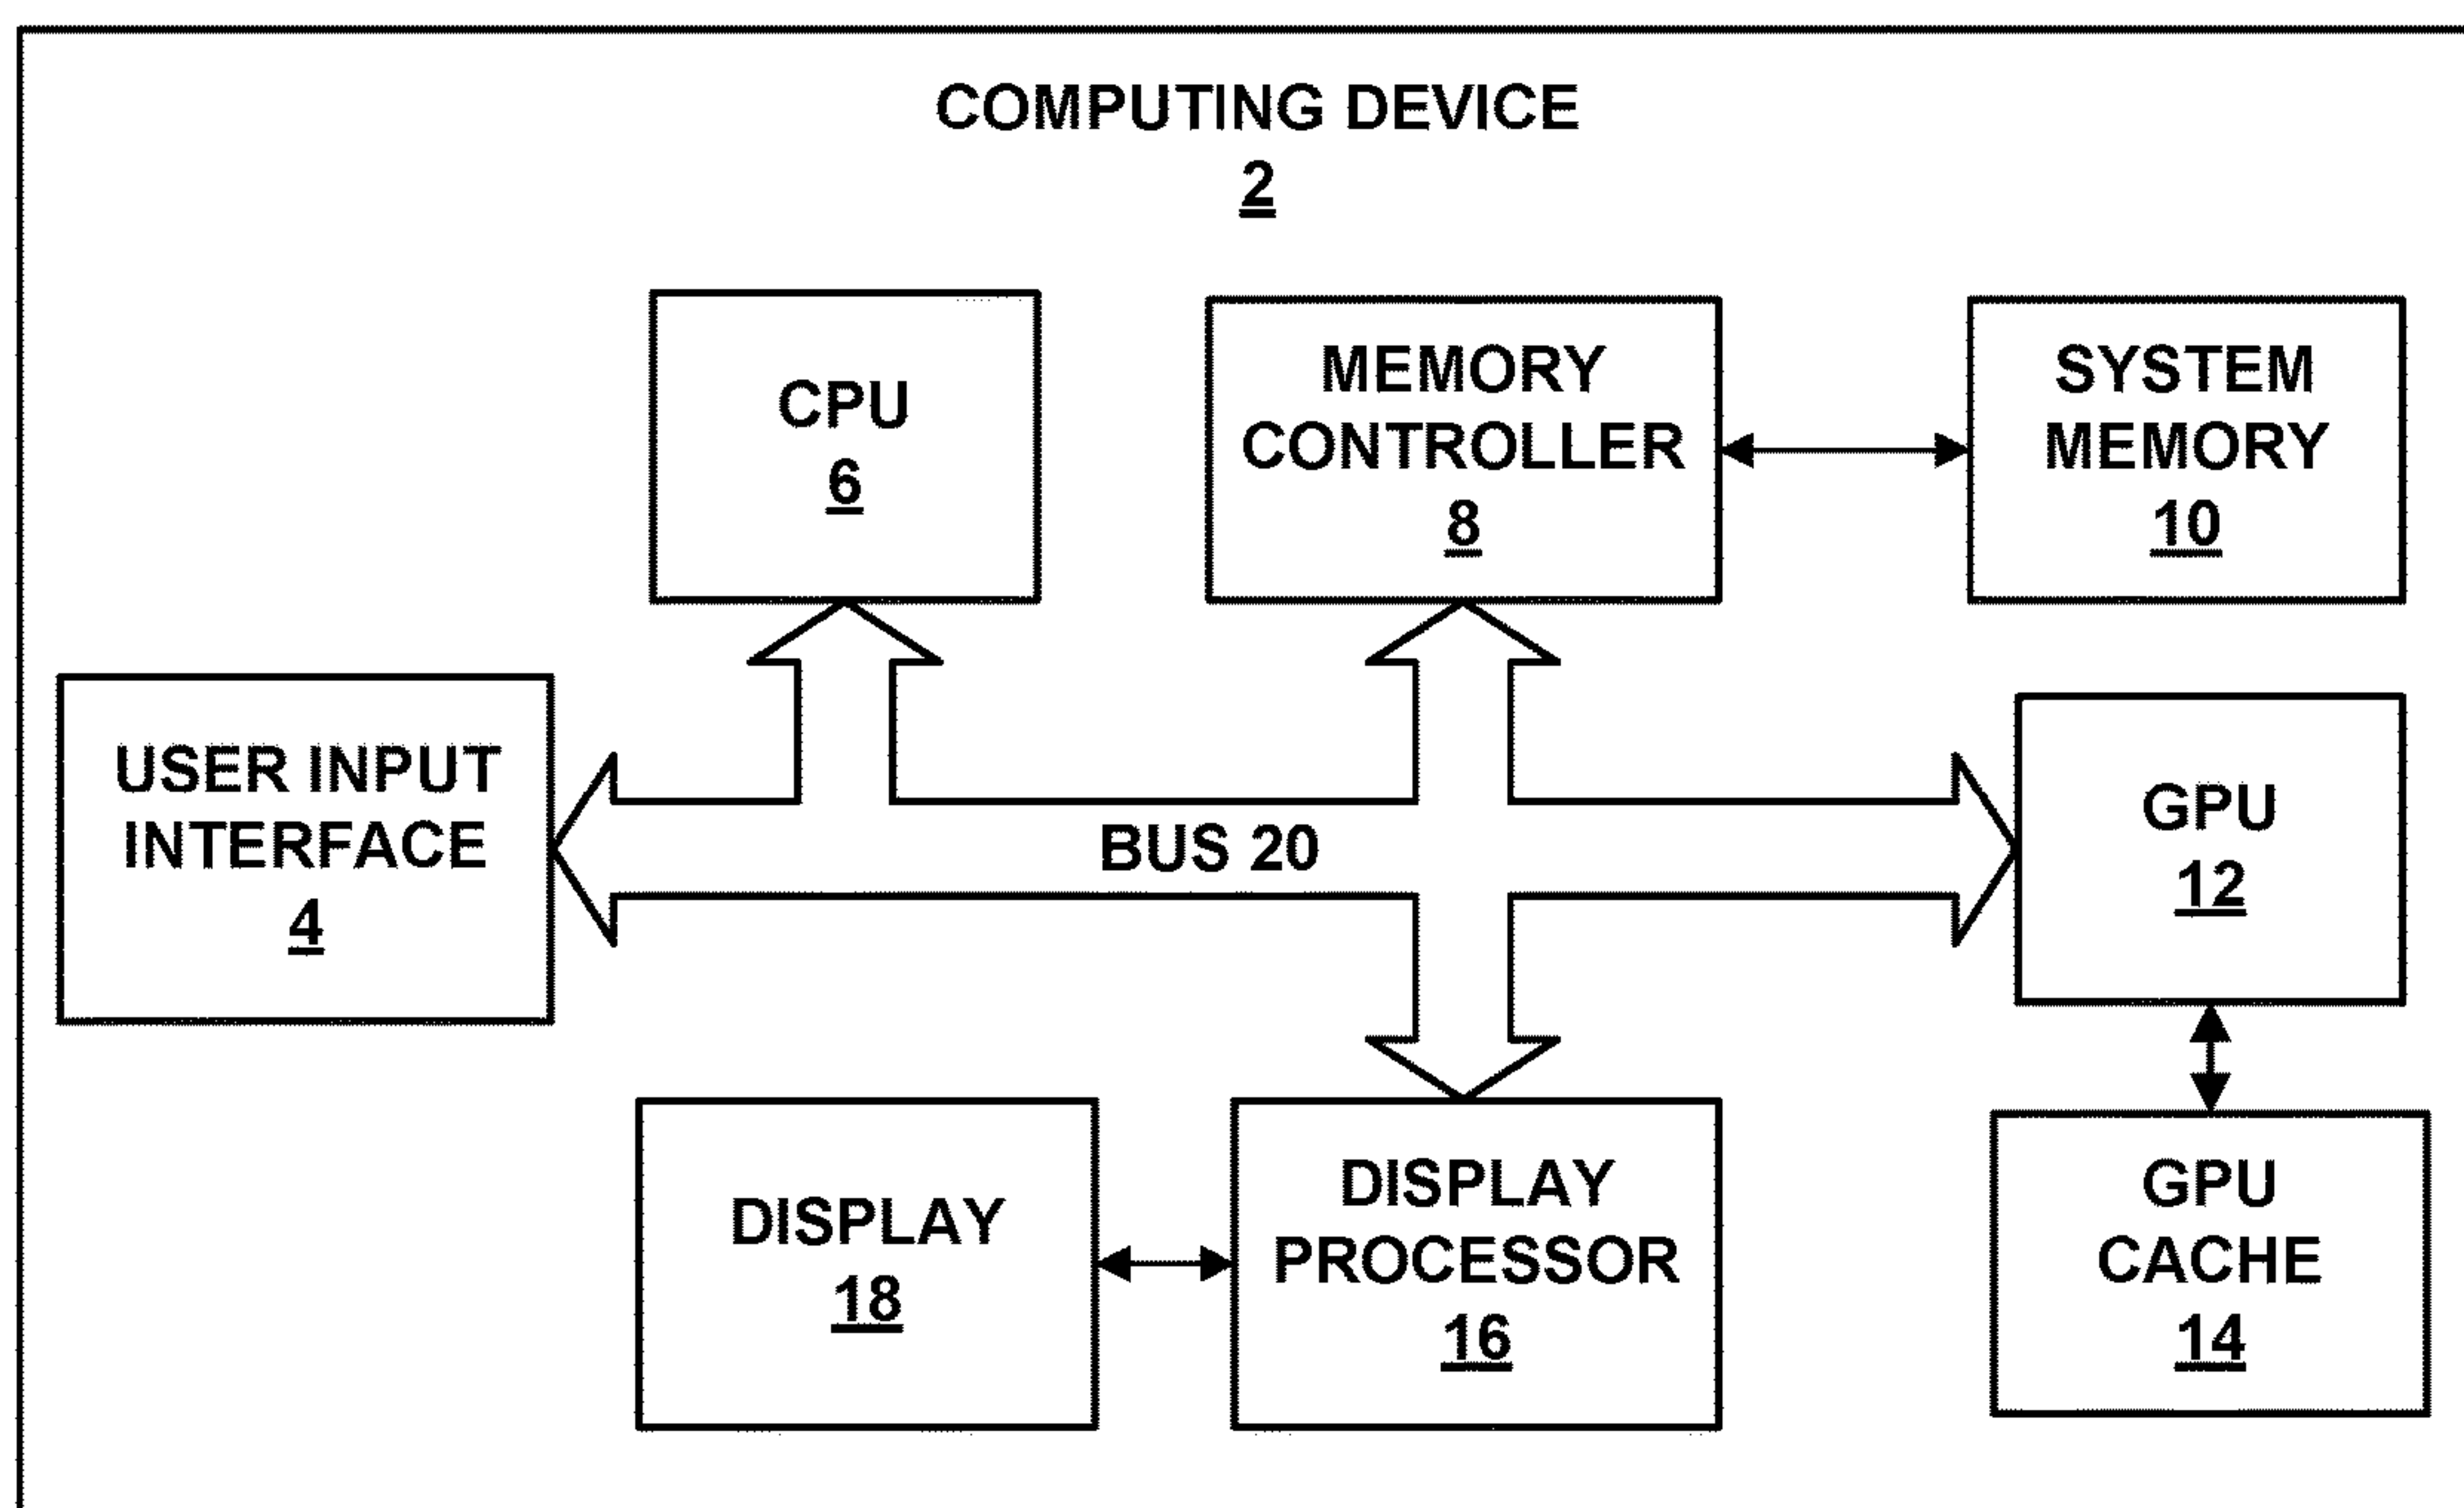 COMPUTING DEVICE
2
CPU
6
MEMORY
CONTROLLER
8
SYSTEM
MEMORY
10
USER INPUT
INTERFACE
4
BUS 20
GPU
12
DISPLAY
18
DISPLAY
PROCESSOR
16
GPU
CACHE
14